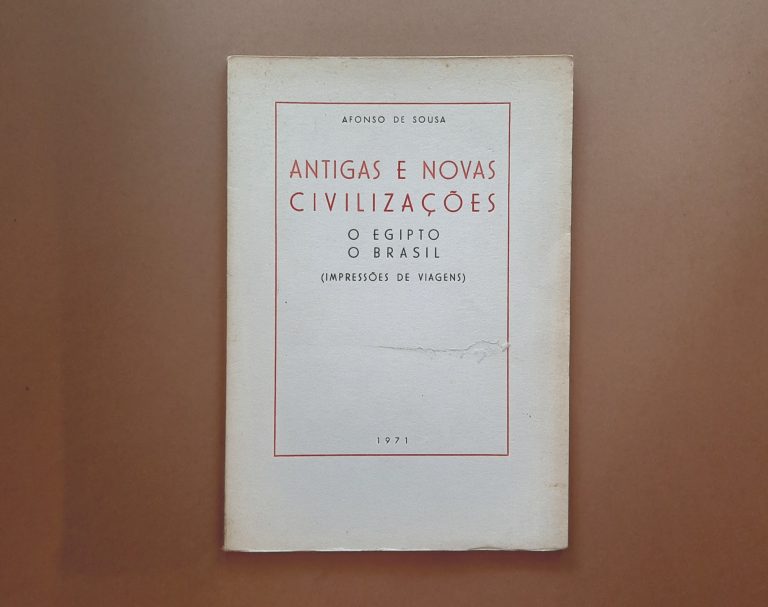 AFONSO DE SOUSA
ANTIGAS E NOVAS
CIVILIZAÇÕES
O EGIPTO
O BRASIL
(IMPRESSÕES DE VIAGENS)
1971